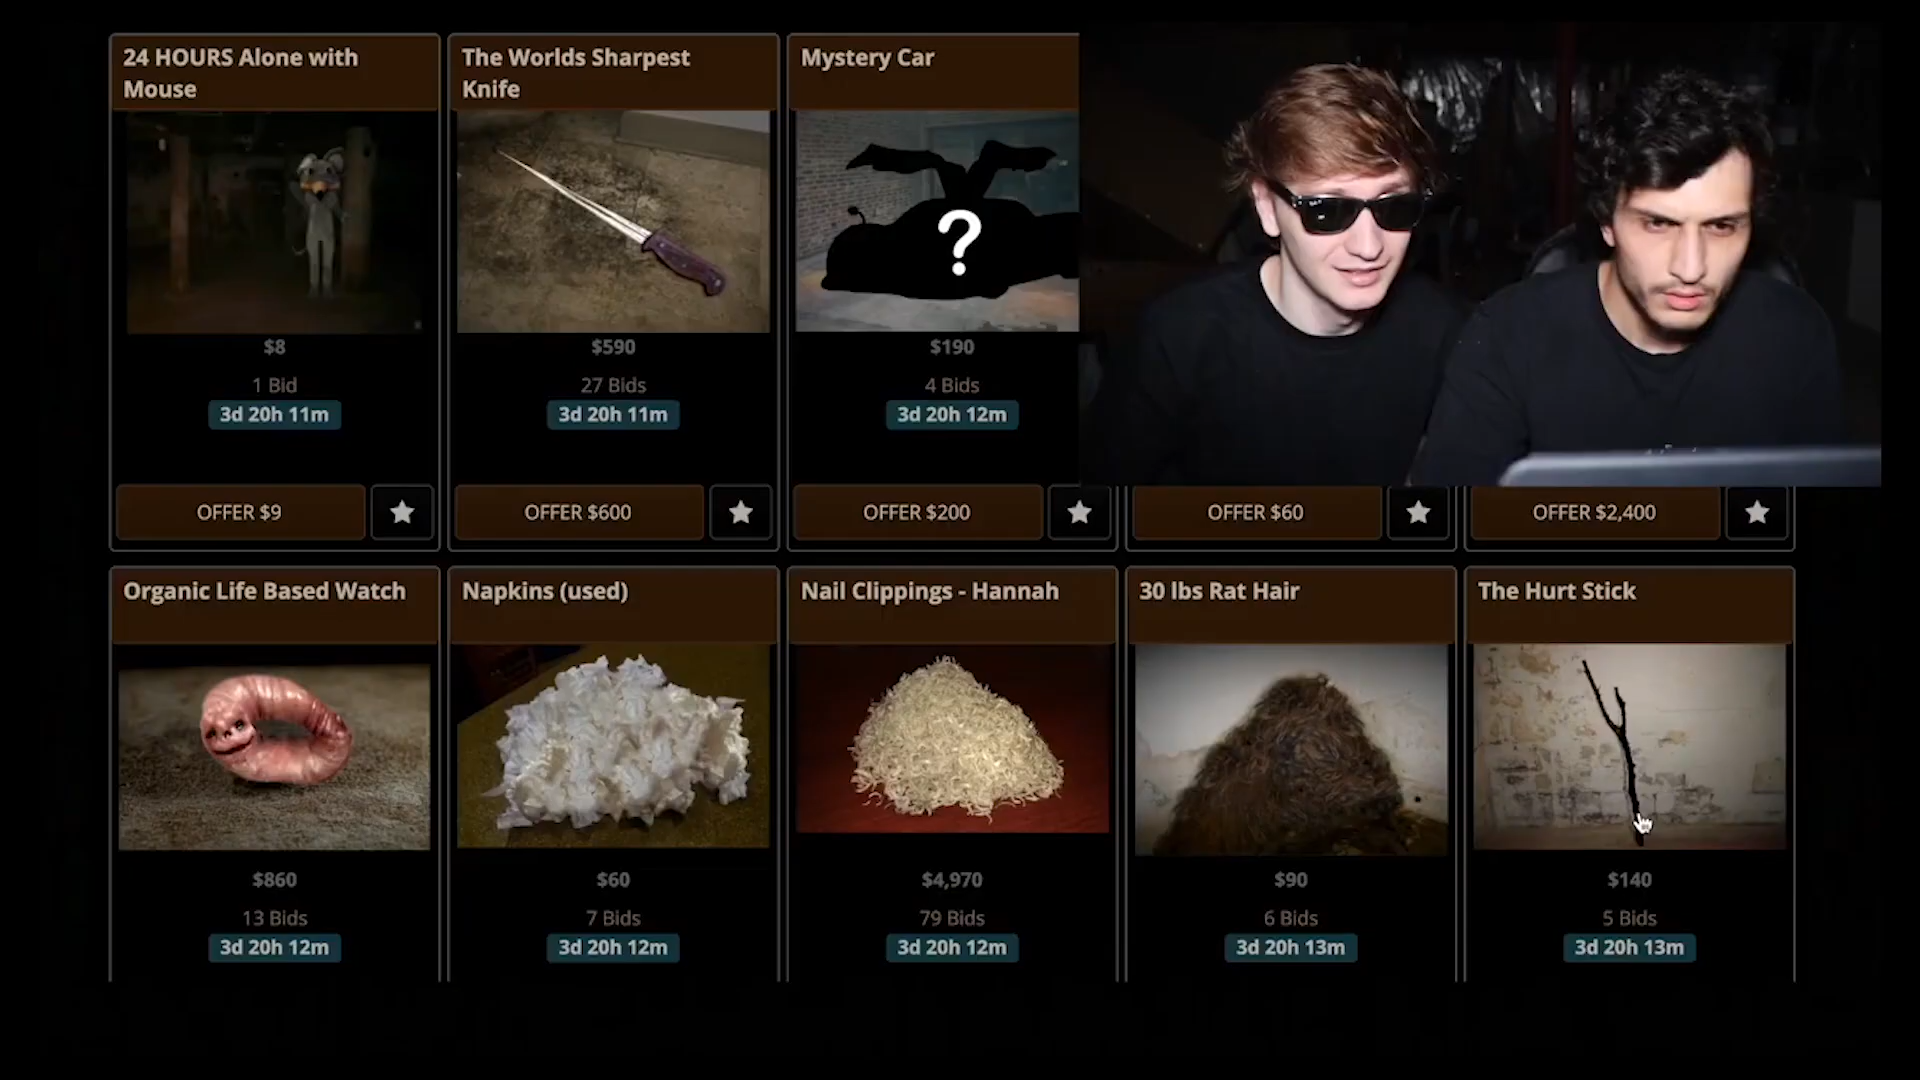 24 HOURS Alone with
Mouse
The Worlds Sharpest
Knife
Mystery Car
?
$8
$590
$190
1 Bid
27 Bids
4 Bids
3d 20h 11m
3d 20h 11m
3d 20h 12m
OFFER $9
OFFER $600
OFFER $200
OFFER $60
OFFER $2,400
Organic Life Based Watch
Napkins (used)
Nail Clippings - Hannah
30 lbs Rat Hair
The Hurt Stick
$860
$60
$4,970
$90
$140
13 Bids
7 Bids
79 Bids
6 Bids
5 Bids
3d 20h 12m
3d 20h 12m
3d 20h 12m
3d 20h 13m
3d 20h 13m